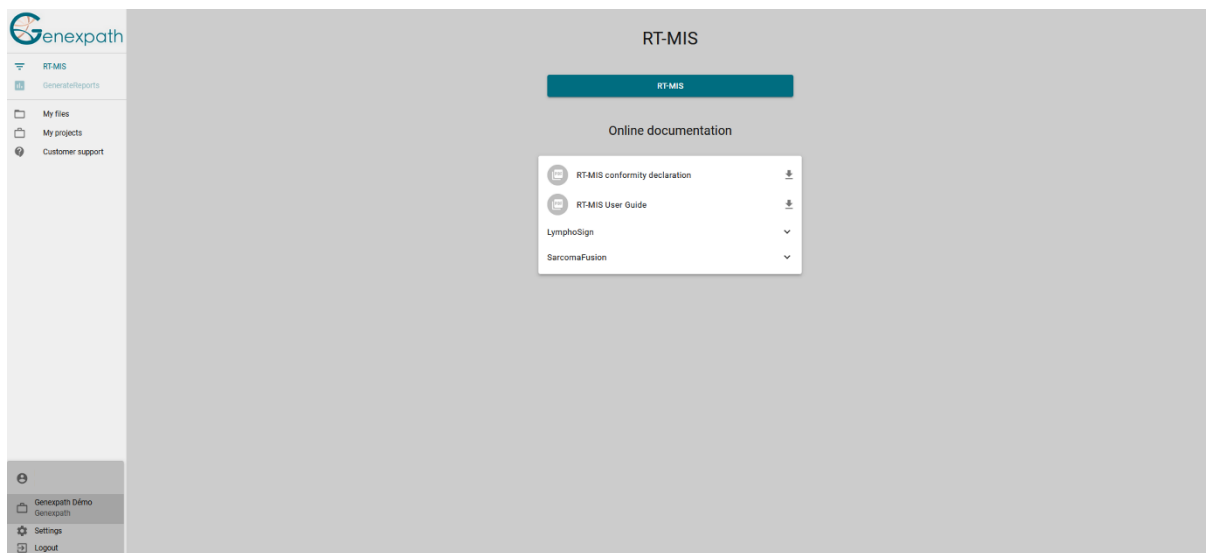 Genexpath
RT-MIS
GenerateReports
My files
My projects
Customer support
Genexpath Démo
Genexpath
Settings
Logout
RT-MIS
RT-MIS
Online documentation
RT-MIS conformity declaration
RT-MIS User Guide
LymphoSign
SarcomaFusion